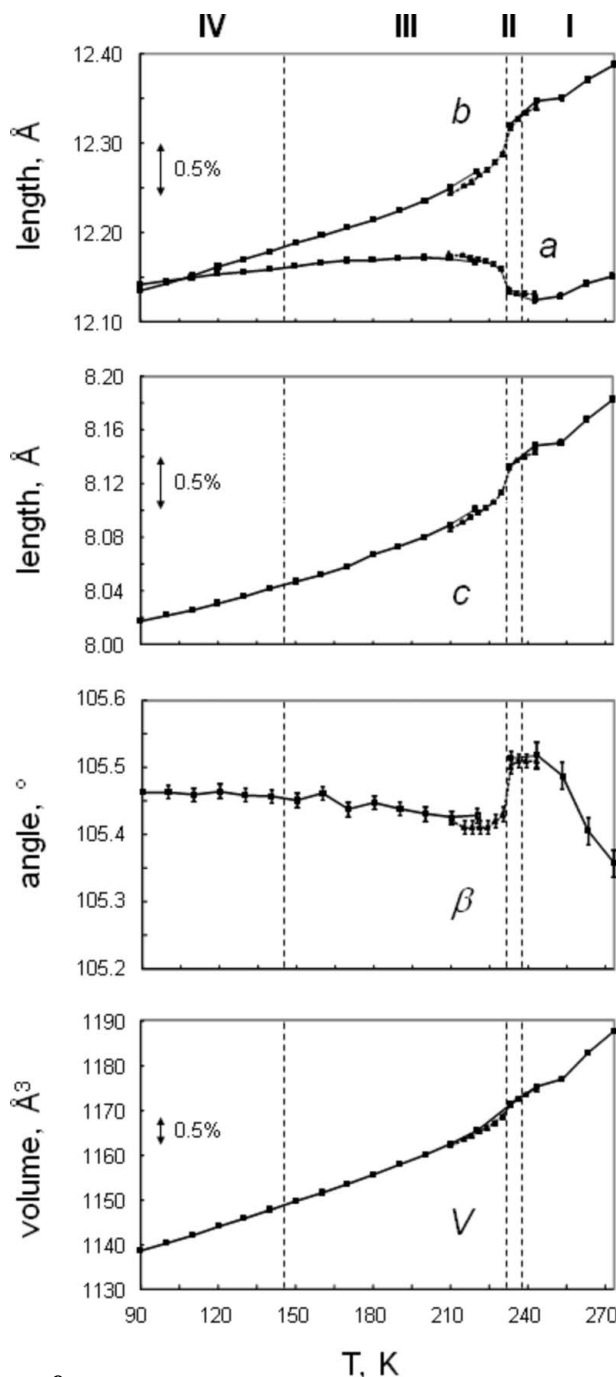 IV III II I
12.40
12.30
12.20
12.10
length, Å
0.5%
b
a
8.20
8.16
8.12
8.08
8.04
8.00
length, Å
0.5%
c
105.6
105.5
105.4
105.3
105.2
angle, °
β
1190
1180
1170
1160
1150
1140
1130
volume, Å³
0.5%
V
90 120 150 180 210 240 270
T, K